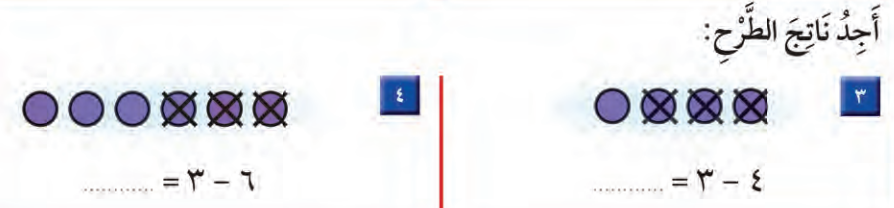 أَجِدُ نَاتِجَ الطَّرْحِ:
٣
٤ – ٣ = ............
٤
٦ – ٣ = ............